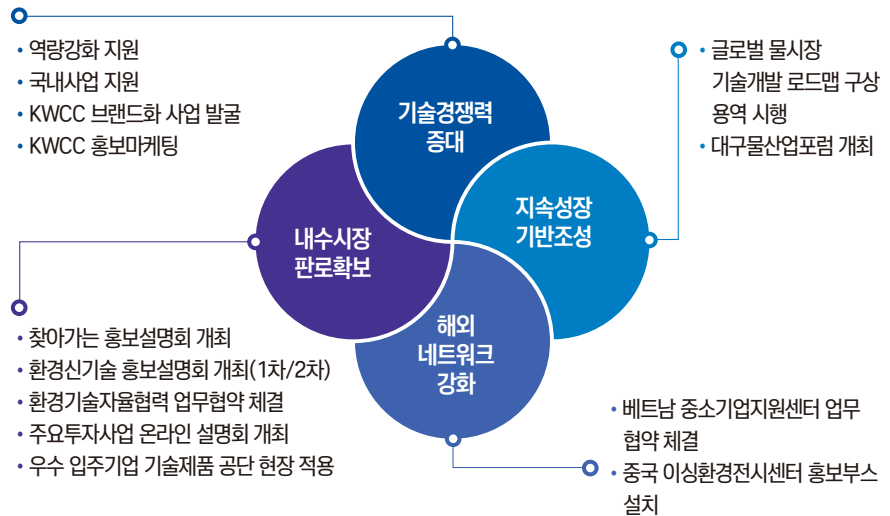 • 역량강화 지원
• 국내사업 지원
• KWCC 브랜드화 사업 발굴
• KWCC 홍보마케팅
기술경쟁력
증대
• 글로벌 물시장
기술개발 로드맵 구상
용역 시행
• 대구물산업포럼 개최
내수시장
판로확보
지속성장
기반조성
해외
네트워크
강화
• 찾아가는 홍보설명회 개최
• 환경신기술 홍보설명회 개최(1차/2차)
• 환경기술자율협력 업무협약 체결
• 주요투자사업 온라인 설명회 개최
• 우수 입주기업 기술제품 공단 현장 적용
• 베트남 중소기업지원센터 업무
협약 체결
• 중국 이싱환경전시센터 홍보부스
설치